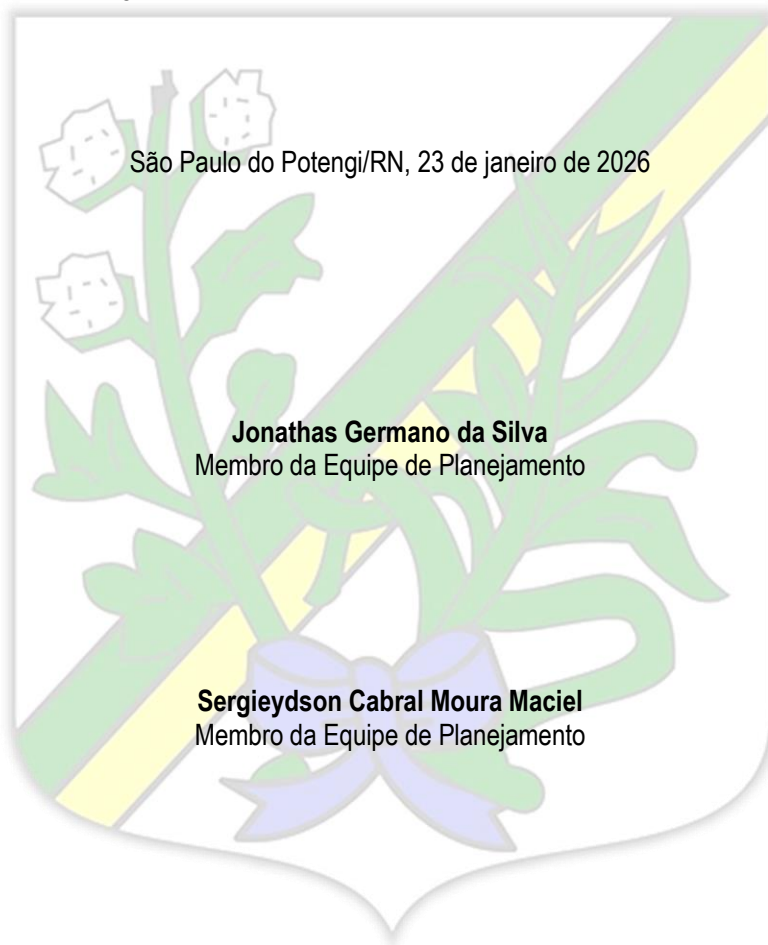 São Paulo do Potengi/RN, 23 de janeiro de 2026
Jonathas Germano da Silva
Membro da Equipe de Planejamento
Sergieydson Cabral Moura Maciel
Membro da Equipe de Planejamento